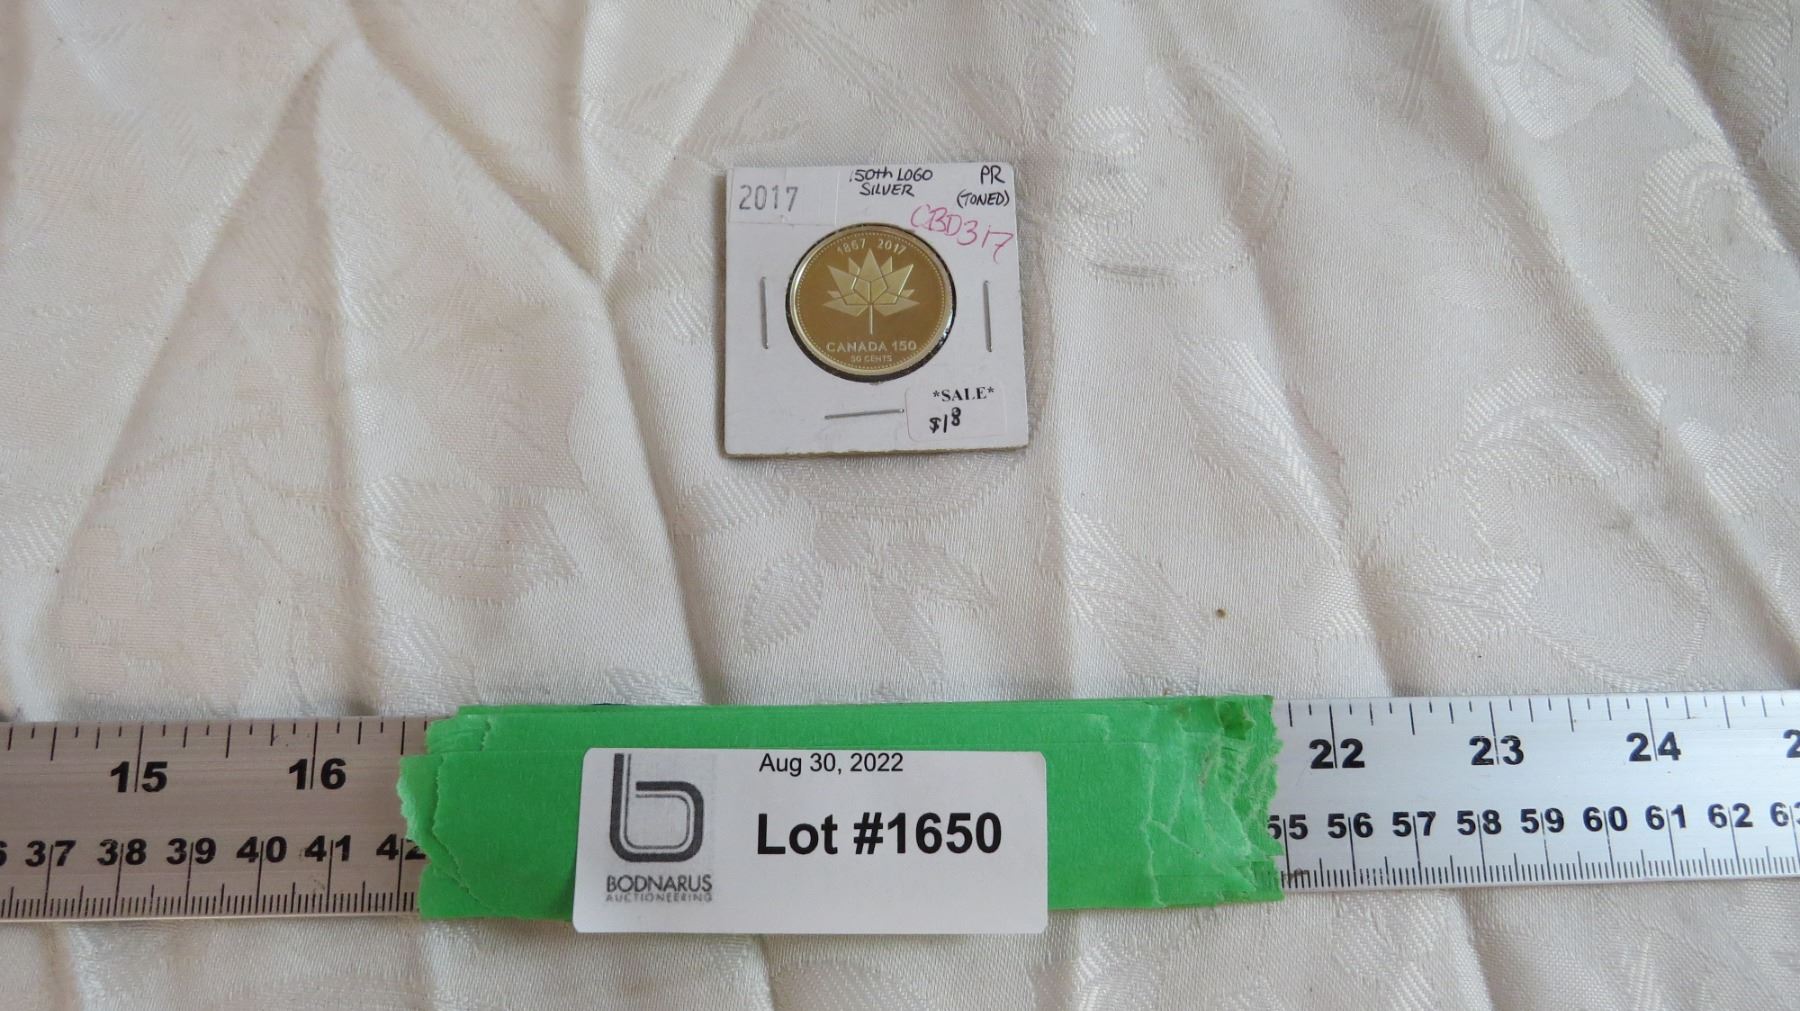 2017
.50th LOGO
SILVER
PR
(TONED)
CBD317
1867 2017
CANADA 150
50 CENTS
*SALE*
$18
15 16 22 23 24
37 38 39 40 41 42 55 56 57 58 59 60 61 62
Aug 30, 2022
Lot #1650
BODNARUS
AUCTIONEERING